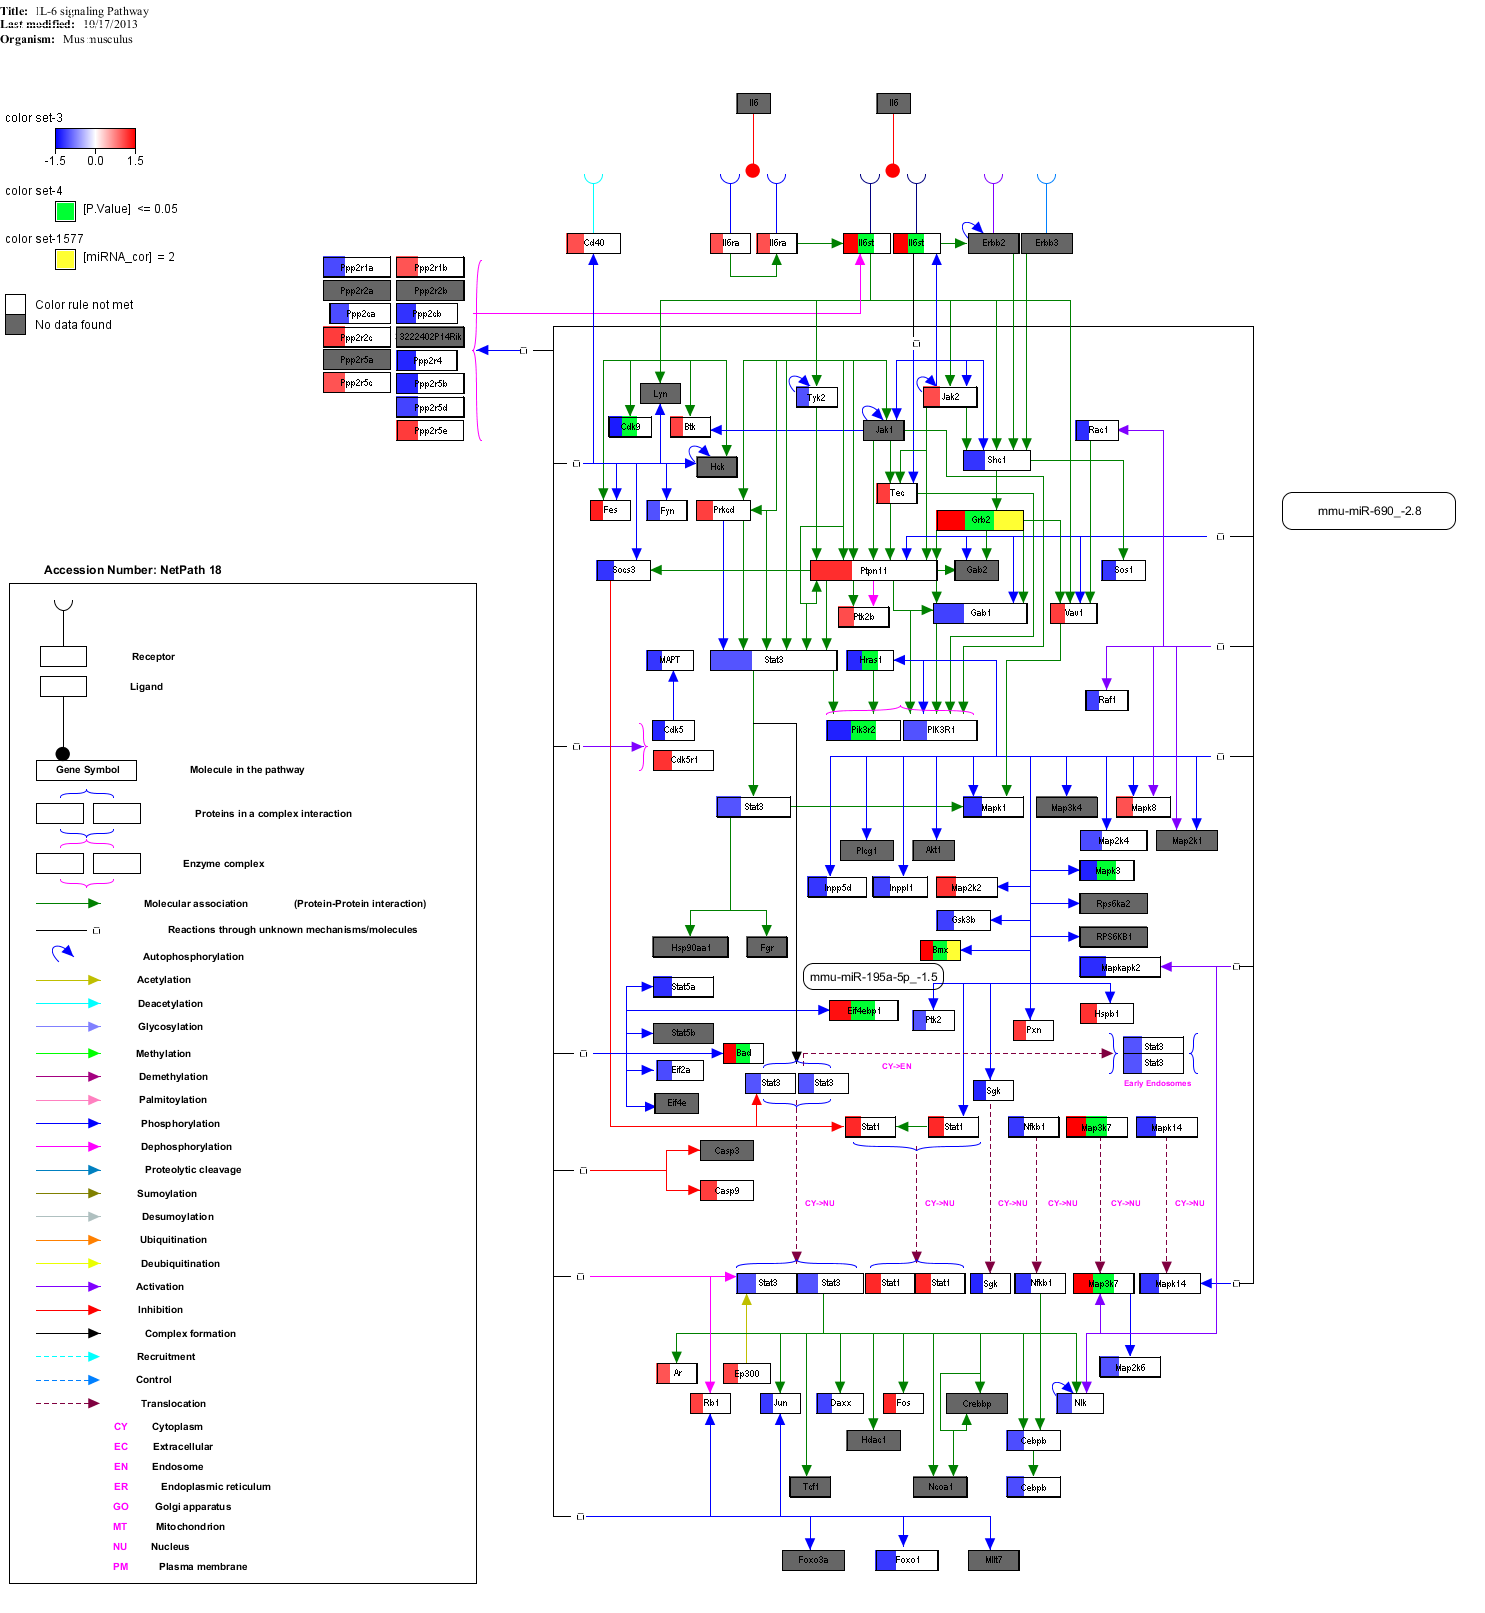 Title: IL-6 signaling Pathway
Last modified: 10/17/2013
Organism: Mus musculus
color set-3
-1.5 0.0 1.5
color set-4
[P.Value] <= 0.05
color set-1577
[miRNA_cor] = 2
Color rule not met
No data found
Il6 Il6
Cd40 Il6ra Il6ra Il6st Il6st Erbb2 Erbb3
Ppp2r1a Ppp2r1b
Ppp2r2a Ppp2r2b
Ppp2ca Ppp2cb
Ppp2r2c 3222402P14Rik
Ppp2r5a Ppp2r4
Ppp2r5c Ppp2r5b
Ppp2r5d
Ppp2r5e
Lyn Tyk2 Jak2
Cdk9 Btk Jak1 Rac1
Hck Shc1
Tec
Fes Fyn Prkcd Grb2
mmu-miR-690_-2.8
Socs3 Ptpn11 Gab2 Sos1
Ptk2b Gab1 Vav1
MAPT Stat3 Hras1
Raf1
Cdk5 Pik3r2 PIK3R1
Cdk5r1
Stat3 Mapk1 Map3k4 Mapk8
Plcg1 Akt1 Map2k4 Map2k1
Mapk3
Inpp5d Inppl1 Map2k2
Rps6ka2
Gsk3b
RPS6KB1
Hsp90aa1 Fgr Bmx
Mapkapk2
mmu-miR-195a-5p_-1.5
Stat5a
Eif4ebp1 Ptk2 Hspb1
Stat5b Pxn
Bad Stat3
Stat3
CY->EN
Eif2a Early Endosomes
Stat3 Stat3 Sgk
Eif4e
Stat1 Stat1 Nfkb1 Map3k7 Mapk14
Casp3
Casp9
CY->NU CY->NU CY->NU CY->NU CY->NU CY->NU
Stat3 Stat3 Stat1 Stat1 Sgk Nfkb1 Map3k7 Mapk14
Ar Ep300 Map2k6
Rb1 Jun Daxx Fos Crebbp Nlk
Hdac1 Cebpb
Tcf1 Ncoa1 Cebpb
Foxo3a Foxo1 Mllt7
Accession Number: NetPath 18
Receptor
Ligand
Gene Symbol Molecule in the pathway
Proteins in a complex interaction
Enzyme complex
Molecular association (Protein-Protein interaction)
Reactions through unknown mechanisms/molecules
Autophosphorylation
Acetylation
Deacetylation
Glycosylation
Methylation
Demethylation
Palmitoylation
Phosphorylation
Dephosphorylation
Proteolytic cleavage
Sumoylation
Desumoylation
Ubiquitination
Deubiquitination
Activation
Inhibition
Complex formation
Recruitment
Control
Translocation
CY Cytoplasm
EC Extracellular
EN Endosome
ER Endoplasmic reticulum
GO Golgi apparatus
MT Mitochondrion
NU Nucleus
PM Plasma membrane